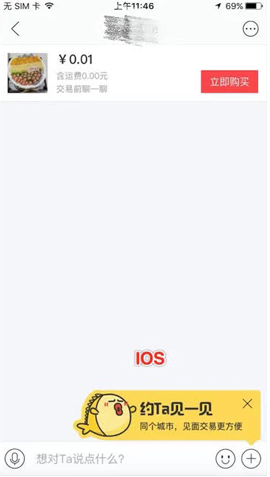 无 SIM 卡
上午11:46
69%
¥0.01
含运费0.00元
交易前聊一聊
立即购买
IOS
约Ta见一见
同个城市，见面交易更方便
想对Ta说点什么?